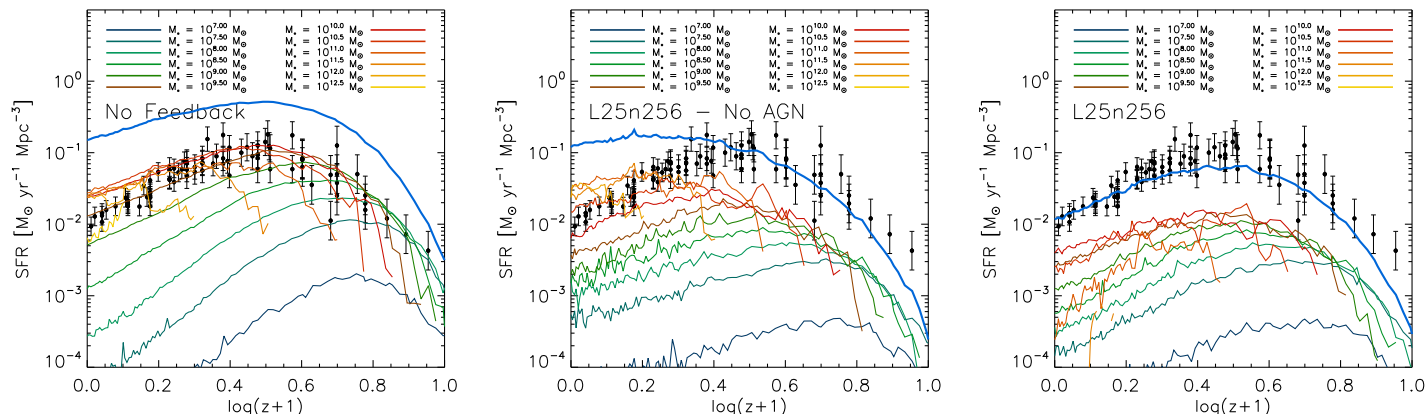 M⋆ = 10^7.00 M⊙ M⋆ = 10^10.0 M⊙
M⋆ = 10^7.50 M⊙ M⋆ = 10^10.5 M⊙
M⋆ = 10^8.00 M⊙ M⋆ = 10^11.0 M⊙
M⋆ = 10^8.50 M⊙ M⋆ = 10^11.5 M⊙
M⋆ = 10^9.00 M⊙ M⋆ = 10^12.0 M⊙
M⋆ = 10^9.50 M⊙ M⋆ = 10^12.5 M⊙
No Feedback
SFR [M⊙ yr⁻¹ Mpc⁻³]
10⁰
10⁻¹
10⁻²
10⁻³
10⁻⁴
0.0 0.2 0.4 0.6 0.8 1.0
log(z+1)
M⋆ = 10^7.00 M⊙ M⋆ = 10^10.0 M⊙
M⋆ = 10^7.50 M⊙ M⋆ = 10^10.5 M⊙
M⋆ = 10^8.00 M⊙ M⋆ = 10^11.0 M⊙
M⋆ = 10^8.50 M⊙ M⋆ = 10^11.5 M⊙
M⋆ = 10^9.00 M⊙ M⋆ = 10^12.0 M⊙
M⋆ = 10^9.50 M⊙ M⋆ = 10^12.5 M⊙
L25n256 – No AGN
SFR [M⊙ yr⁻¹ Mpc⁻³]
10⁰
10⁻¹
10⁻²
10⁻³
10⁻⁴
0.0 0.2 0.4 0.6 0.8 1.0
log(z+1)
M⋆ = 10^7.00 M⊙ M⋆ = 10^10.0 M⊙
M⋆ = 10^7.50 M⊙ M⋆ = 10^10.5 M⊙
M⋆ = 10^8.00 M⊙ M⋆ = 10^11.0 M⊙
M⋆ = 10^8.50 M⊙ M⋆ = 10^11.5 M⊙
M⋆ = 10^9.00 M⊙ M⋆ = 10^12.0 M⊙
M⋆ = 10^9.50 M⊙ M⋆ = 10^12.5 M⊙
L25n256
SFR [M⊙ yr⁻¹ Mpc⁻³]
10⁰
10⁻¹
10⁻²
10⁻³
10⁻⁴
0.0 0.2 0.4 0.6 0.8 1.0
log(z+1)